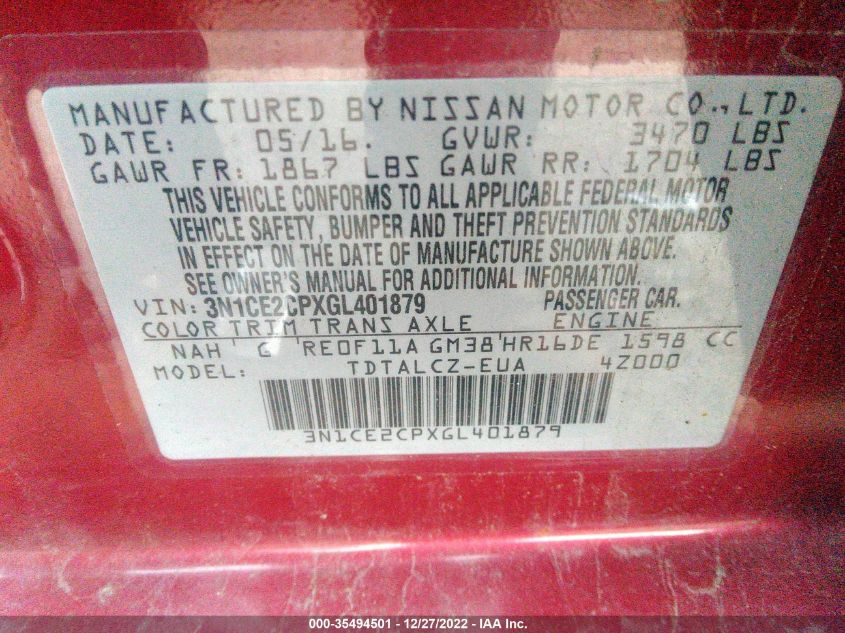 MANUFACTURED BY NISSAN MOTOR CO., LTD.
DATE: 05/16. GVWR: 3470 LBS
GAWR FR: 1867 LBS GAWR RR: 1704 LBS
THIS VEHICLE CONFORMS TO ALL APPLICABLE FEDERAL MOTOR
VEHICLE SAFETY, BUMPER AND THEFT PREVENTION STANDARDS
IN EFFECT ON THE DATE OF MANUFACTURE SHOWN ABOVE.
SEE OWNER'S MANUAL FOR ADDITIONAL INFORMATION.
VIN: 3N1CE2CPXGL401879 PASSENGER CAR.
COLOR TRIM TRANS AXLE ENGINE
NAH G RE0F11A GM38 HR16DE 1598 CC
MODEL: TDTALCZ-EUA 4Z000
3N1CE2CPXGL401879
000-35494501 - 12/27/2022 - IAA Inc.